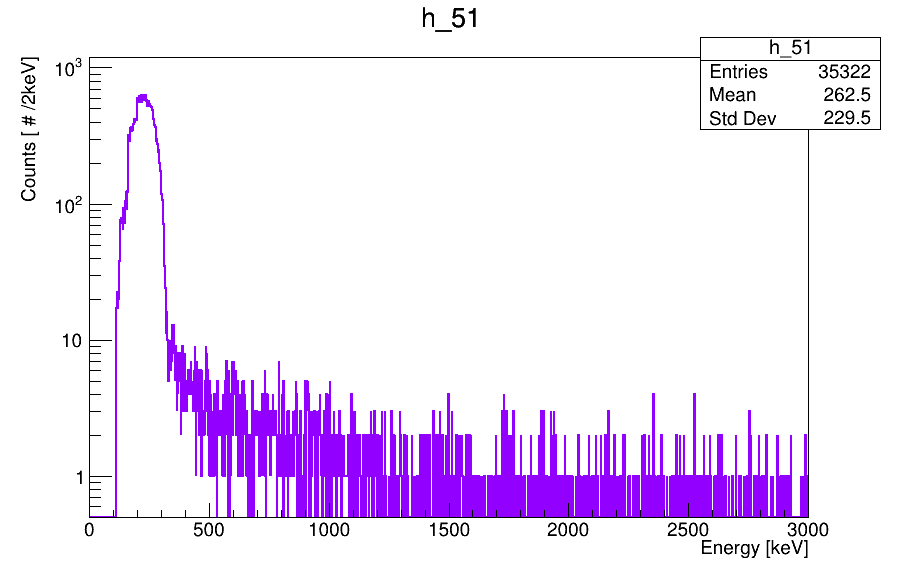 h_51
h_51
Entries 35322
Mean 262.5
Std Dev 229.5
Counts [ # /2keV]
10³
10²
10
1
0 500 1000 1500 2000 2500 3000
Energy [keV]